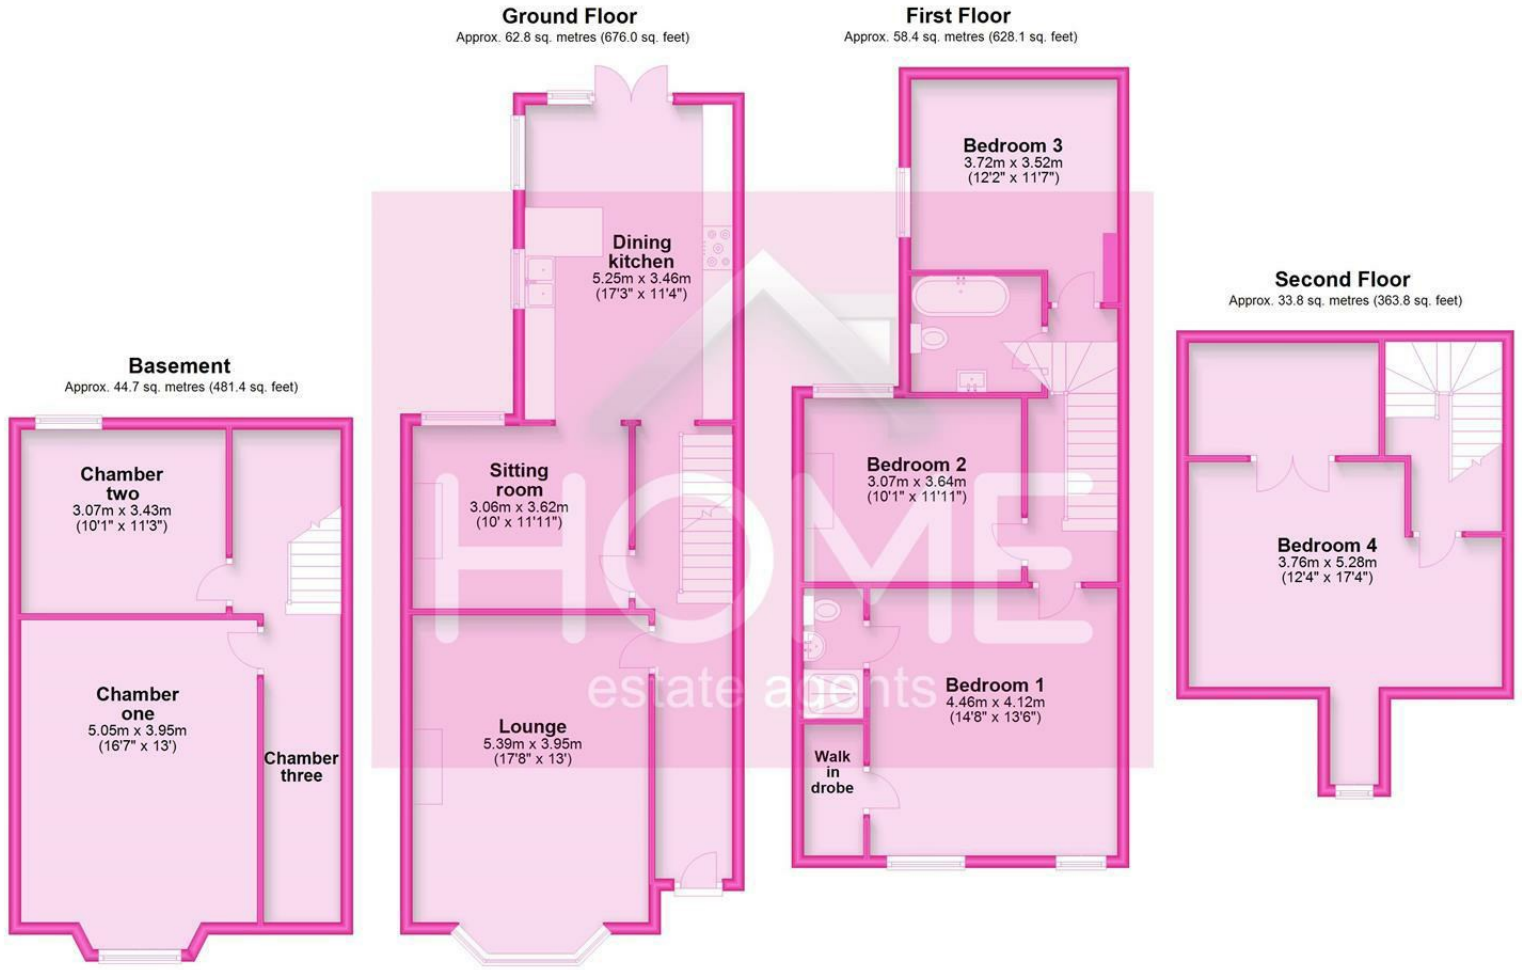 Ground Floor
Approx. 62.8 sq. metres (676.0 sq. feet)
First Floor
Approx. 58.4 sq. metres (628.1 sq. feet)
Bedroom 3
3.72m x 3.52m
(12'2" x 11'7")
Dining
kitchen
5.25m x 3.46m
(17'3" x 11'4")
Second Floor
Approx. 33.8 sq. metres (363.8 sq. feet)
Basement
Approx. 44.7 sq. metres (481.4 sq. feet)
Chamber
two
3.07m x 3.43m
(10'1" x 11'3")
Sitting
room
3.06m x 3.62m
(10' x 11'11")
Bedroom 2
3.07m x 3.64m
(10'1" x 11'11")
Bedroom 4
3.76m x 5.28m
(12'4" x 17'4")
HOME
estate agents
Chamber
one
5.05m x 3.95m
(16'7" x 13')
Chamber
three
Lounge
5.39m x 3.95m
(17'8" x 13')
Bedroom 1
4.46m x 4.12m
(14'8" x 13'6")
Walk
in
drobe